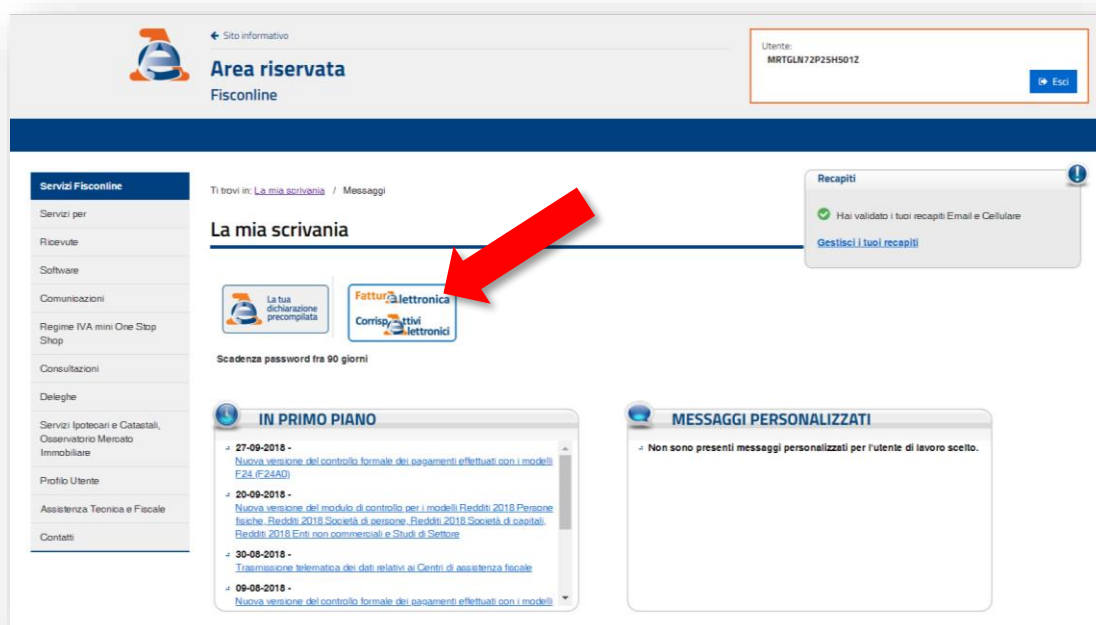 Sito informativo
Area riservata
Fisconline
Utente:
MRTGLN72P25H501Z
Esci
Servizi Fisconline
Servizi per
Ricevute
Software
Comunicazioni
Regime IVA mini One Stop
Shop
Consultazioni
Deleghe
Servizi Ipotecari e Catastali,
Osservatorio Mercato
Immobiliare
Profilo Utente
Assistenza Tecnica e Fiscale
Contatti
Ti trovi in: La mia scrivania / Messaggi
La mia scrivania
Recapiti
Hai validato i tuoi recapiti Email e Cellulare
Gestisci i tuoi recapiti
La tua
dichiarazione
precompilata
Fatturaelettronica
Corrispettivi
elettronici
Scadenza password fra 90 giorni
IN PRIMO PIANO
27-09-2018 -
Nuova versione del controllo formale dei pagamenti effettuati con i modelli
F24 (F24A0)
20-09-2018 -
Nuova versione del modulo di controllo per i modelli Redditi 2018 Persone
fisiche, Redditi 2018 Società di persone, Redditi 2018 Società di capitali,
Redditi 2018 Enti non commerciali e Studi di Settore
30-08-2018 -
Trasmissione telematica dei dati relativi ai Centri di assistenza fiscale
09-08-2018 -
Nuova versione del controllo formale dei pagamenti effettuati con i modelli
MESSAGGI PERSONALIZZATI
Non sono presenti messaggi personalizzati per l'utente di lavoro scelto.